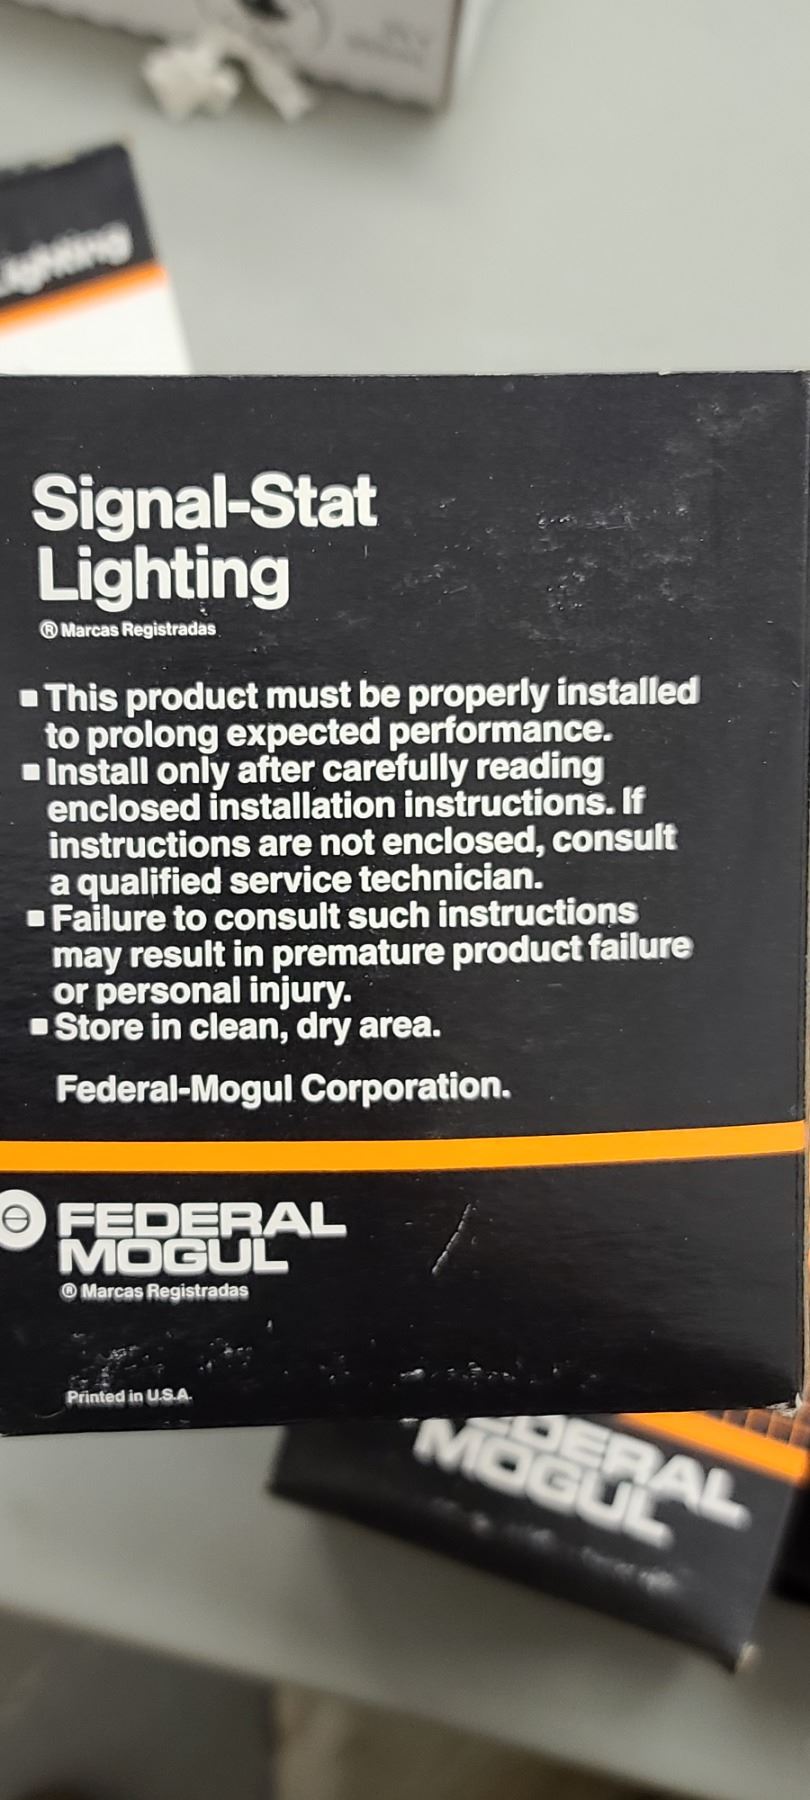 Lighting
Signal-Stat
Lighting
® Marcas Registradas
▪ This product must be properly installed
to prolong expected performance.
▪ Install only after carefully reading
enclosed installation instructions. If
instructions are not enclosed, consult
a qualified service technician.
▪ Failure to consult such instructions
may result in premature product failure
or personal injury.
▪ Store in clean, dry area.
Federal-Mogul Corporation.
FEDERAL
MOGUL
® Marcas Registradas
Printed in U.S.A.
FEDERAL
MOGUL